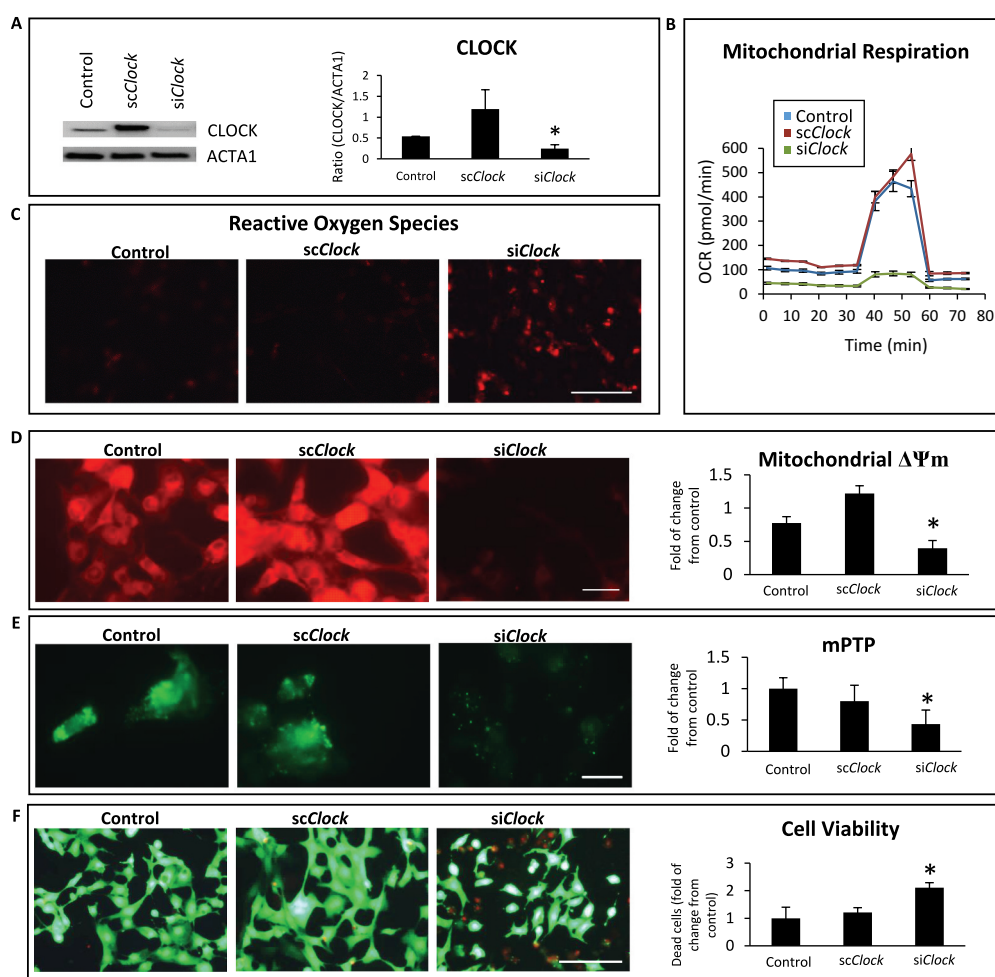 A
Control
scClock
siClock
CLOCK
ACTA1
CLOCK
Ratio (CLOCK/ACTA1)
2
1.5
1
0.5
0
*
Control
scClock
siClock
B
Mitochondrial Respiration
Control
scClock
siClock
OCR (pmol/min)
600
500
400
300
200
100
0
0 10 20 30 40 50 60 70 80
Time (min)
C
Reactive Oxygen Species
Control
scClock
siClock
D
Control
scClock
siClock
Mitochondrial ΔΨm
Fold of change
from control
1.5
1
0.5
0
*
Control
scClock
siClock
E
Control
scClock
siClock
mPTP
Fold of change
from control
1.5
1
0.5
0
*
Control
scClock
siClock
F
Control
scClock
siClock
Cell Viability
Dead cells (fold of
change from
control)
3
2
1
0
*
Control
scClock
siClock